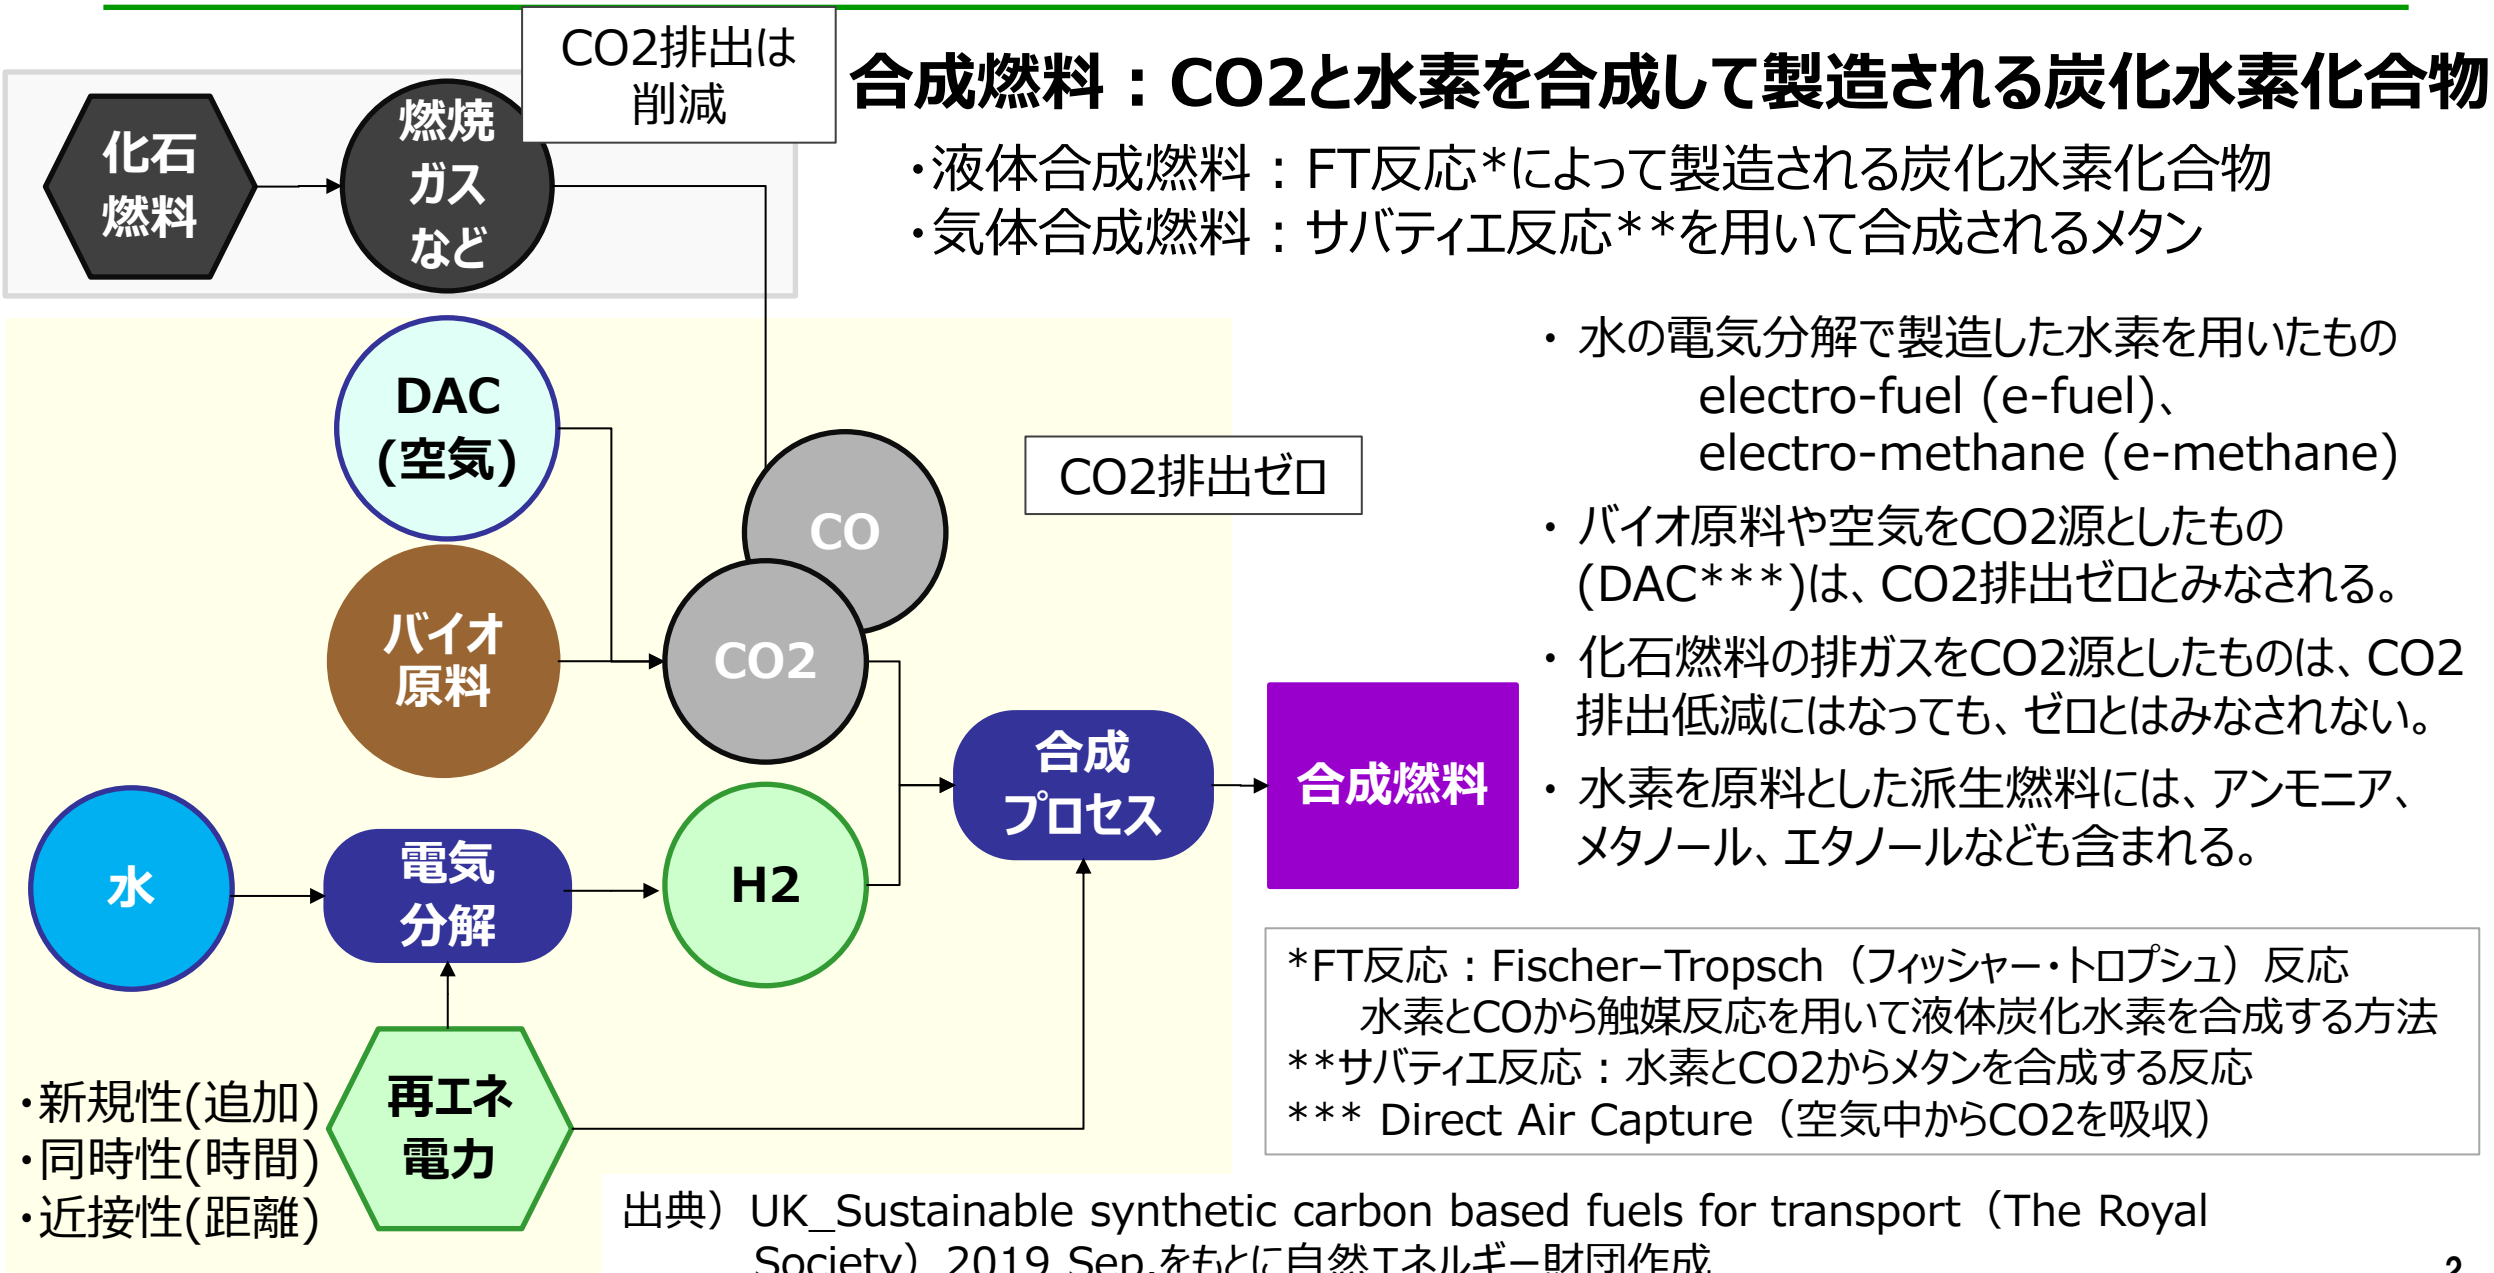 CO2排出は
削減
合成燃料：CO2と水素を合成して製造される炭化水素化合物
・液体合成燃料：FT反応*によって製造される炭化水素化合物
・気体合成燃料：サバティエ反応**を用いて合成されるメタン
化石
燃料
燃焼
ガス
など
DAC
(空気)
バイオ
原料
CO
CO2
CO2排出ゼロ
水
電気
分解
H2
合成
プロセス
合成燃料
再エネ
電力
・新規性(追加)
・同時性(時間)
・近接性(距離)
・ 水の電気分解で製造した水素を用いたもの
electro-fuel (e-fuel)、
electro-methane (e-methane)
・ バイオ原料や空気をCO2源としたもの
(DAC***)は、CO2排出ゼロとみなされる。
・ 化石燃料の排ガスをCO2源としたものは、CO2
排出低減にはなっても、ゼロとはみなされない。
・ 水素を原料とした派生燃料には、アンモニア、
メタノール、エタノールなども含まれる。
*FT反応：Fischer–Tropsch（フィッシャー・トロプシュ）反応
水素とCOから触媒反応を用いて液体炭化水素を合成する方法
**サバティエ反応：水素とCO2からメタンを合成する反応
*** Direct Air Capture（空気中からCO2を吸収）
出典）UK_Sustainable synthetic carbon based fuels for transport（The Royal
Society）2019 Sep.をもとに自然エネルギー財団作成